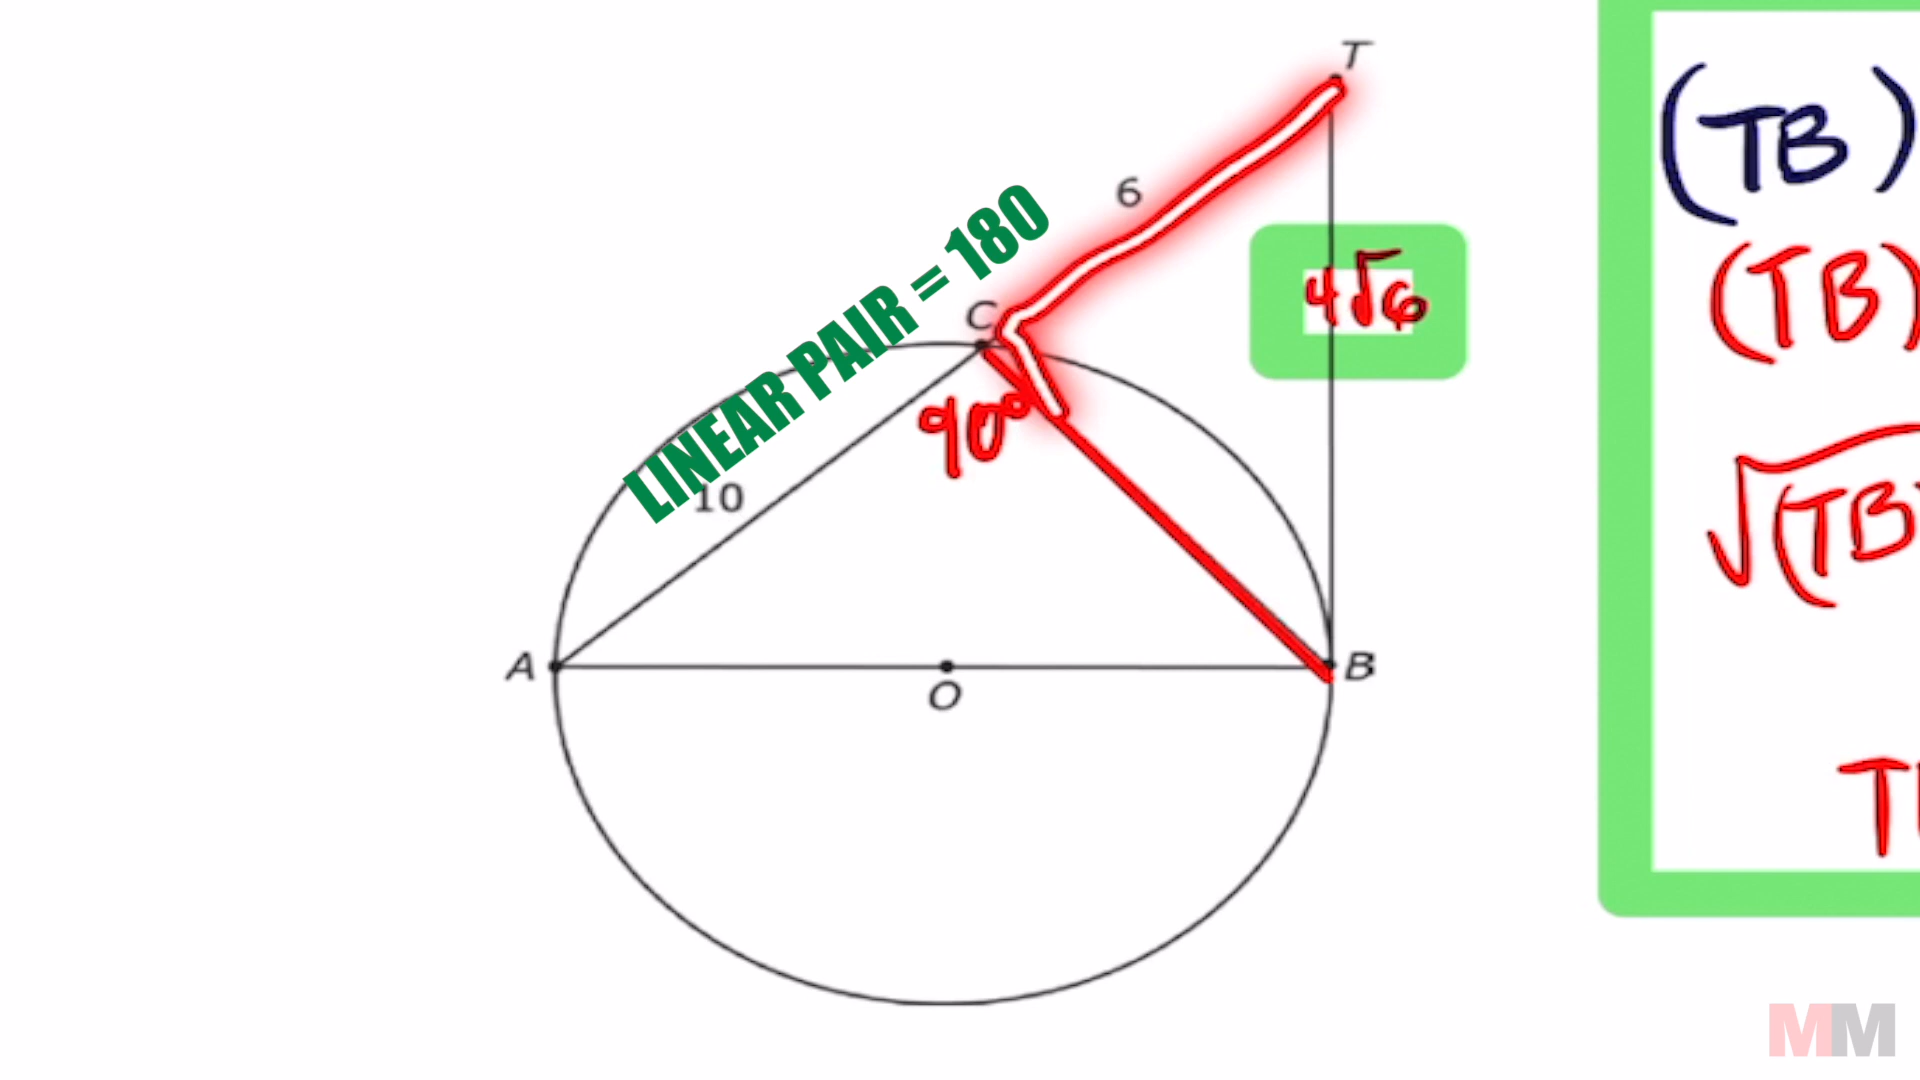 T
(TB)
6
LINEAR PAIR = 180
(TB)
4√6
C
90°
10
√(TB)
A
B
O
T
MM